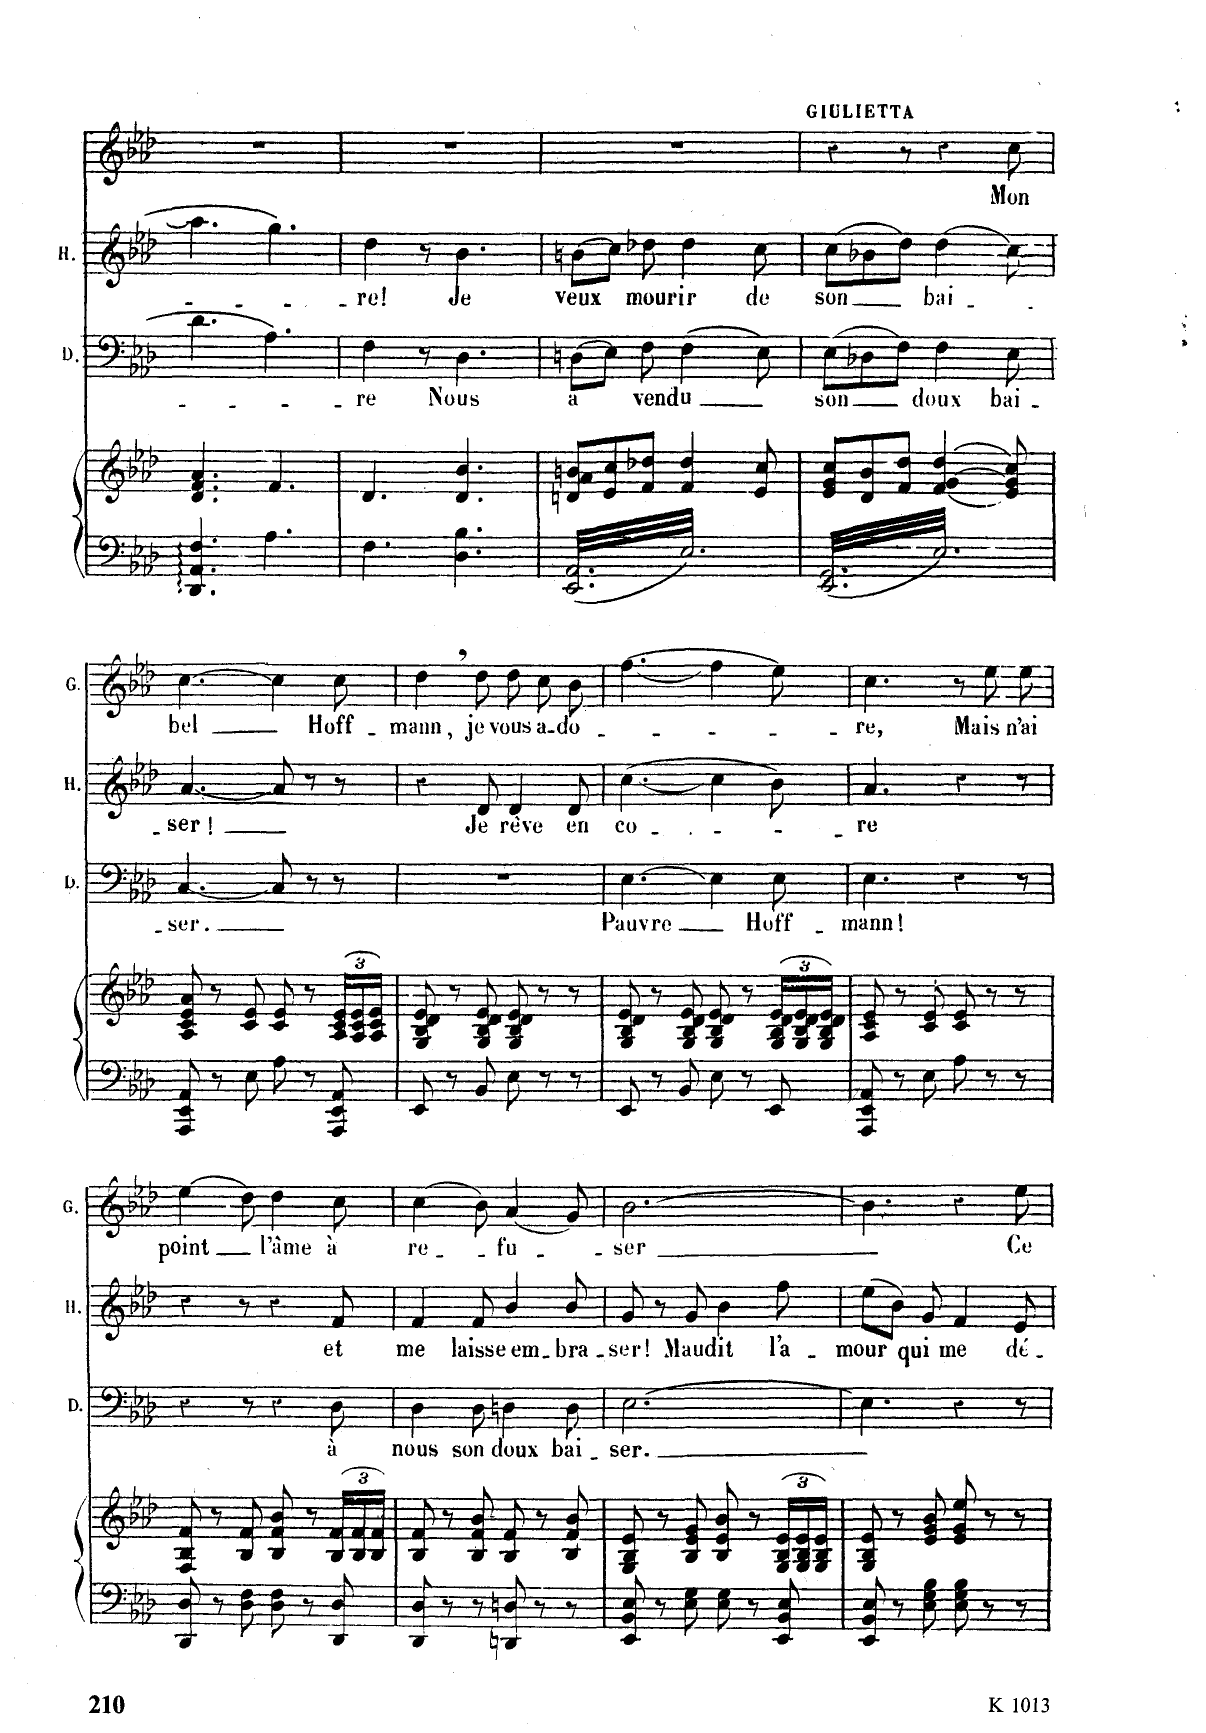 GIULIETTA
Mon
H.
- - - re! Je veux mourir de son bai -
D.
- - - re Nous a vendu son doux bai -
G.
bel Hoff - mann, je vous a-do - - - - re, Mais n'ai
H.
- ser! Je rêve en co - - - re
D.
- ser. Pauvre Hoff - mann!
3 3
G.
point l'âme à re - - fu - - ser Ce
H.
et me laisse em - bra - ser! Maudit l'a - mour qui me dé -
D.
à nous son doux bai - ser.
3 3
210 K 1013